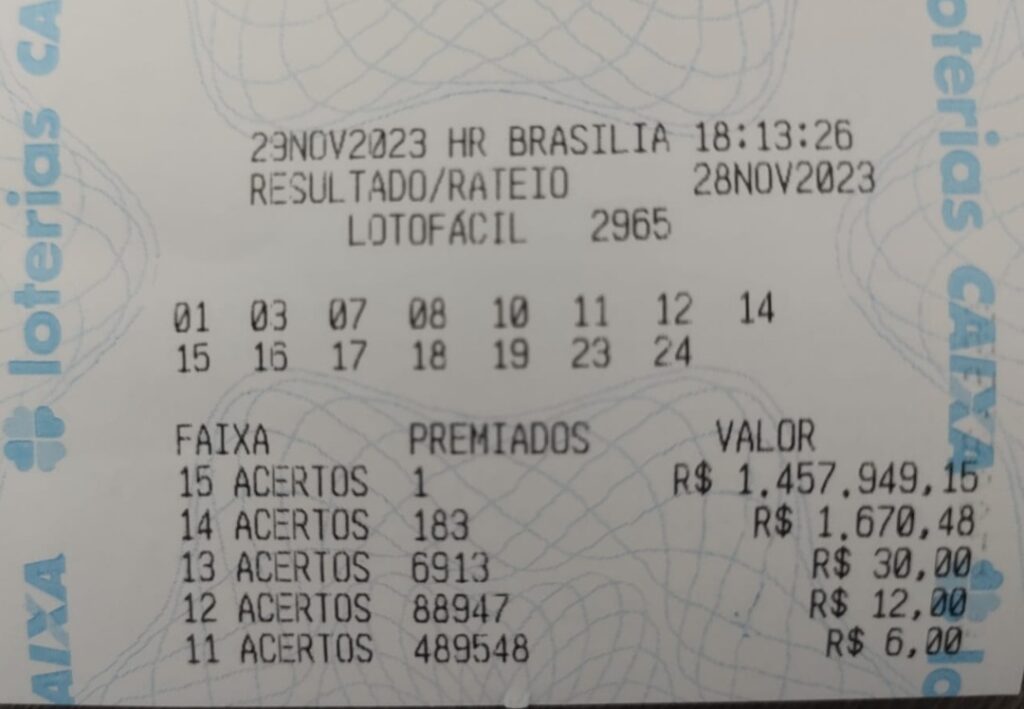 loterias CA
AIXA
loterias CAIXA
lo
29NOV2023 HR BRASILIA 18:13:26
RESULTADO/RATEIO 28NOV2023
LOTOFÁCIL 2965
01 03 07 08 10 11 12 14
15 16 17 18 19 23 24
FAIXA PREMIADOS VALOR
15 ACERTOS 1 R$ 1.457.949,15
14 ACERTOS 183 R$ 1.670,48
13 ACERTOS 6913 R$ 30,00
12 ACERTOS 88947 R$ 12,00
11 ACERTOS 489548 R$ 6,00